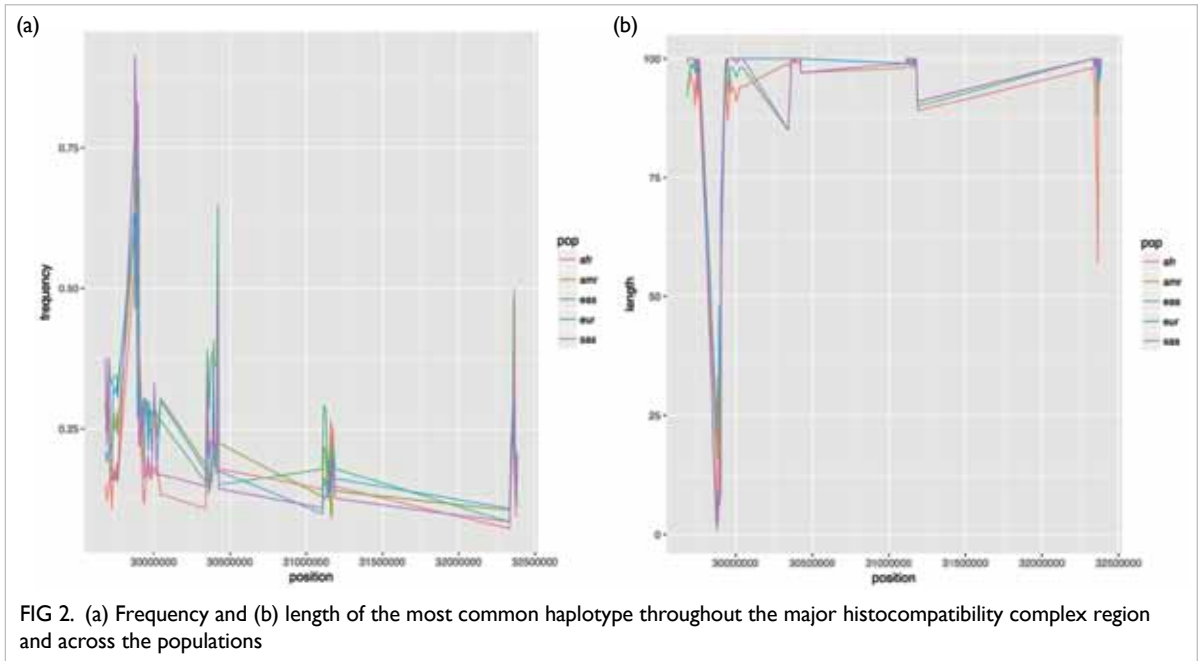 (a)
0.75
0.50
0.25
frequency
30000000 30500000 31000000 31500000 32000000 32500000
position
pop
afr
amr
eas
eur
sas
(b)
100
75
50
25
0
length
30000000 30500000 31000000 31500000 32000000 32500000
position
pop
afr
amr
eas
eur
sas
FIG 2. (a) Frequency and (b) length of the most common haplotype throughout the major histocompatibility complex region
and across the populations